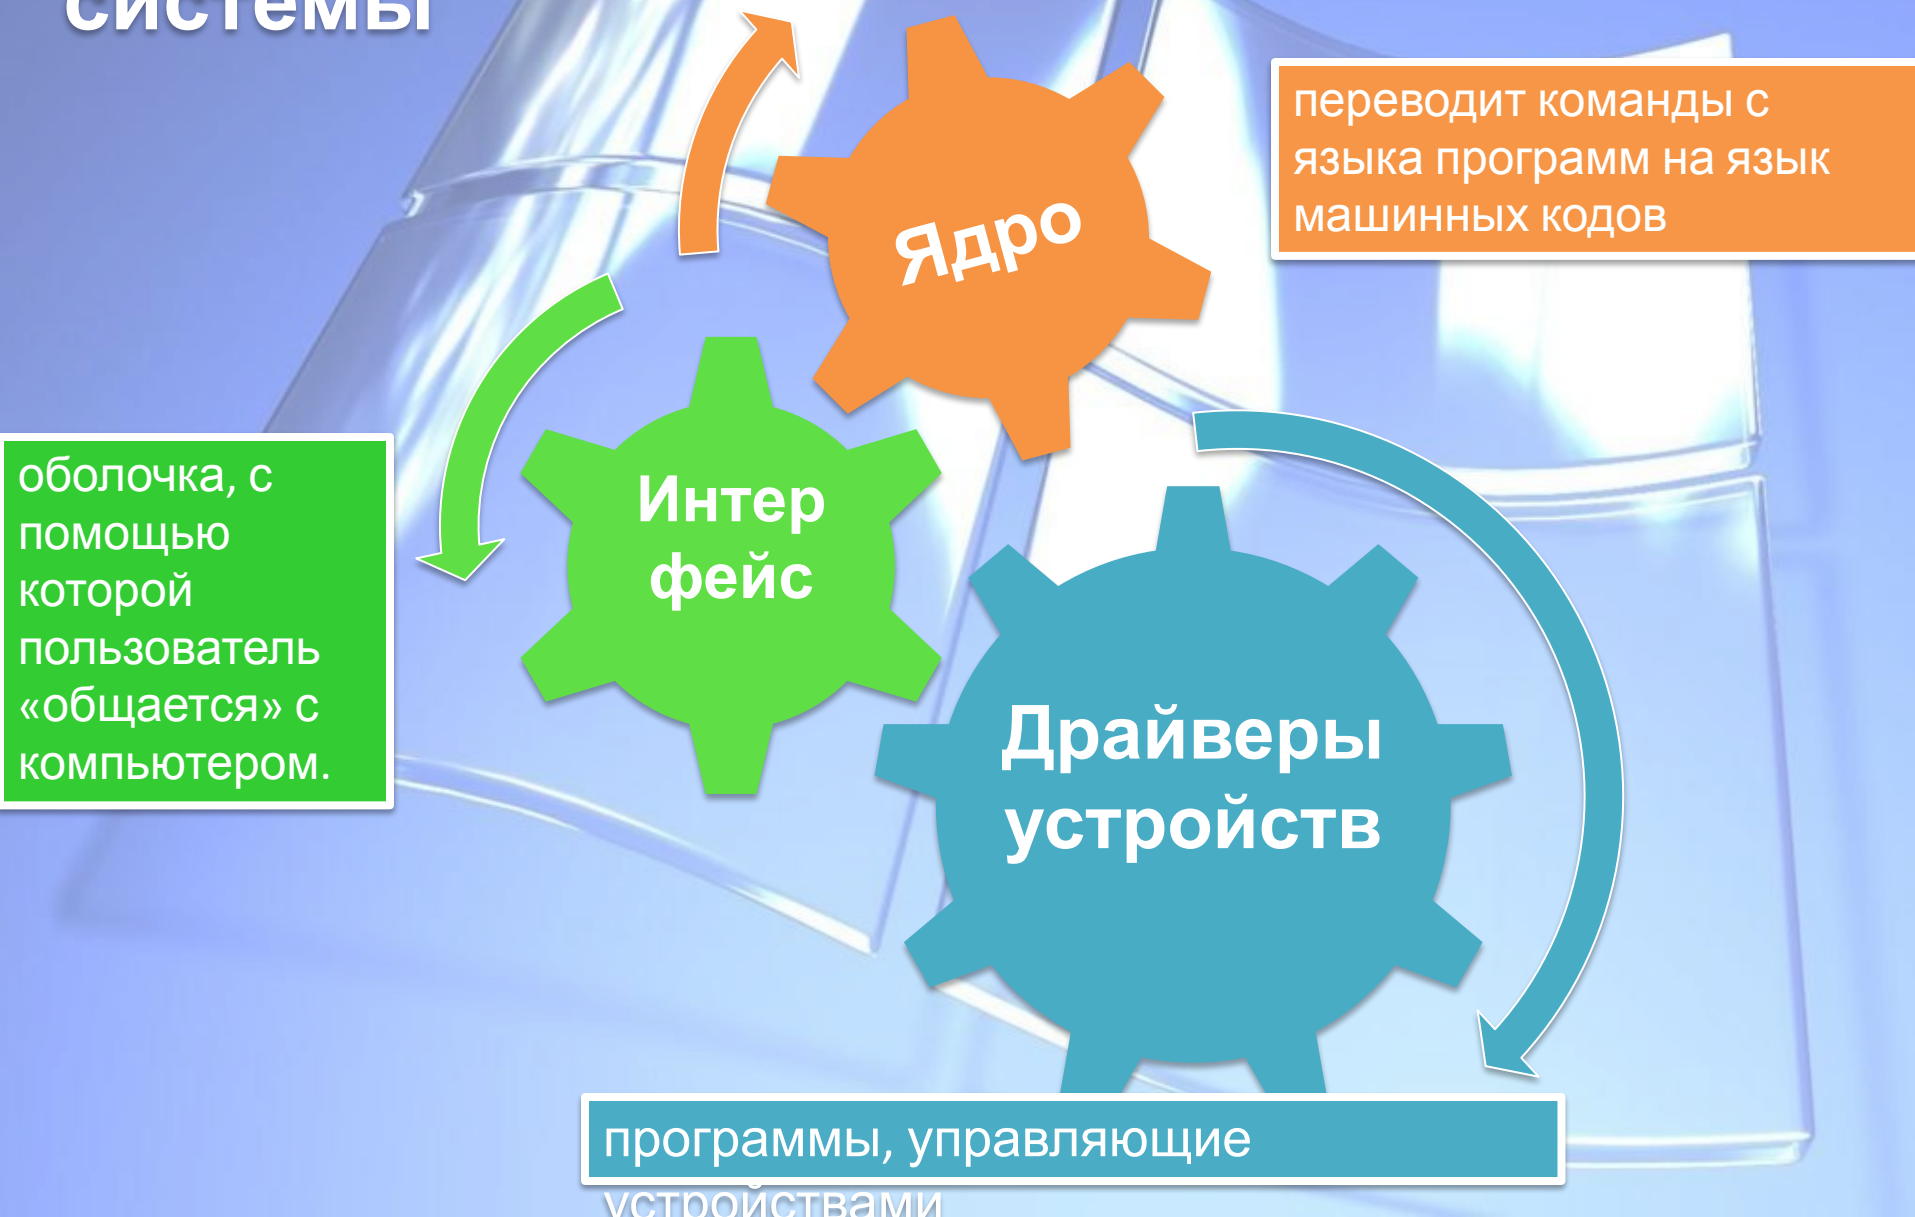 системы
Ядро
переводит команды с
языка программ на язык
машинных кодов
Интер
фейс
оболочка, с
помощью
которой
пользователь
«общается» с
компьютером.
Драйверы
устройств
программы, управляющие
устройствами